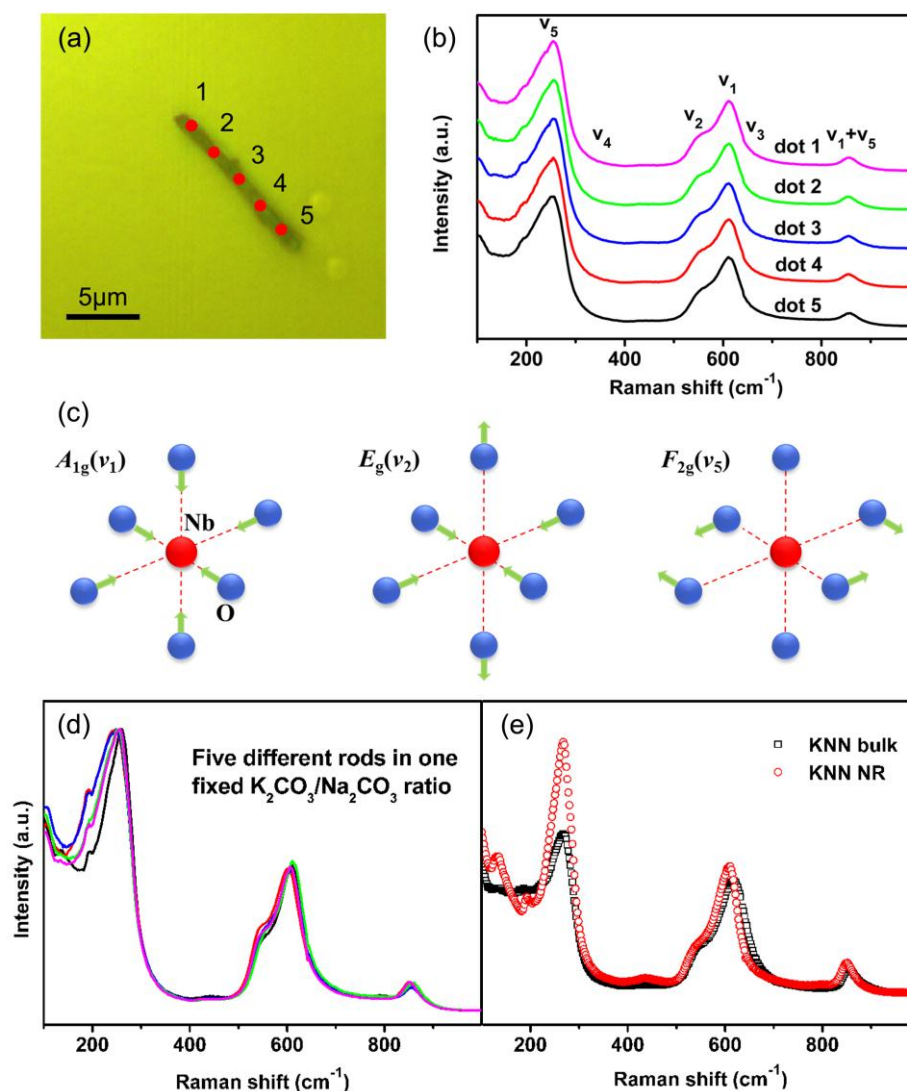 (a)
1
2
3
4
5
5μm
(b)
Intensity (a.u.)
v5
v4
v2
v1
v3
v1+v5
dot 1
dot 2
dot 3
dot 4
dot 5
200 400 600 800
Raman shift (cm-1)
(c)
A1g(v1)
Nb
O
Eg(v2)
F2g(v5)
(d)
Five different rods in one
fixed K2CO3/Na2CO3 ratio
Intensity (a.u.)
200 400 600 800
Raman shift (cm-1)
(e)
KNN bulk
KNN NR
200 400 600 800
Raman shift (cm-1)